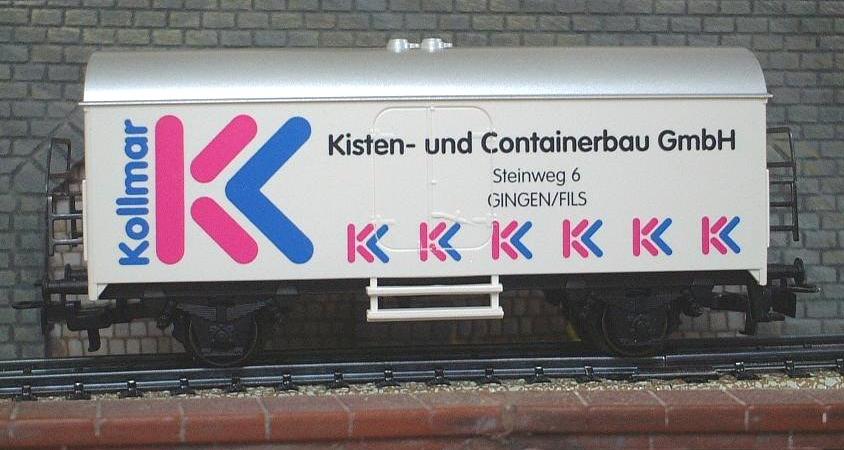 Kollmar
Kisten- und Containerbau GmbH
Steinweg 6
GINGEN/FILS